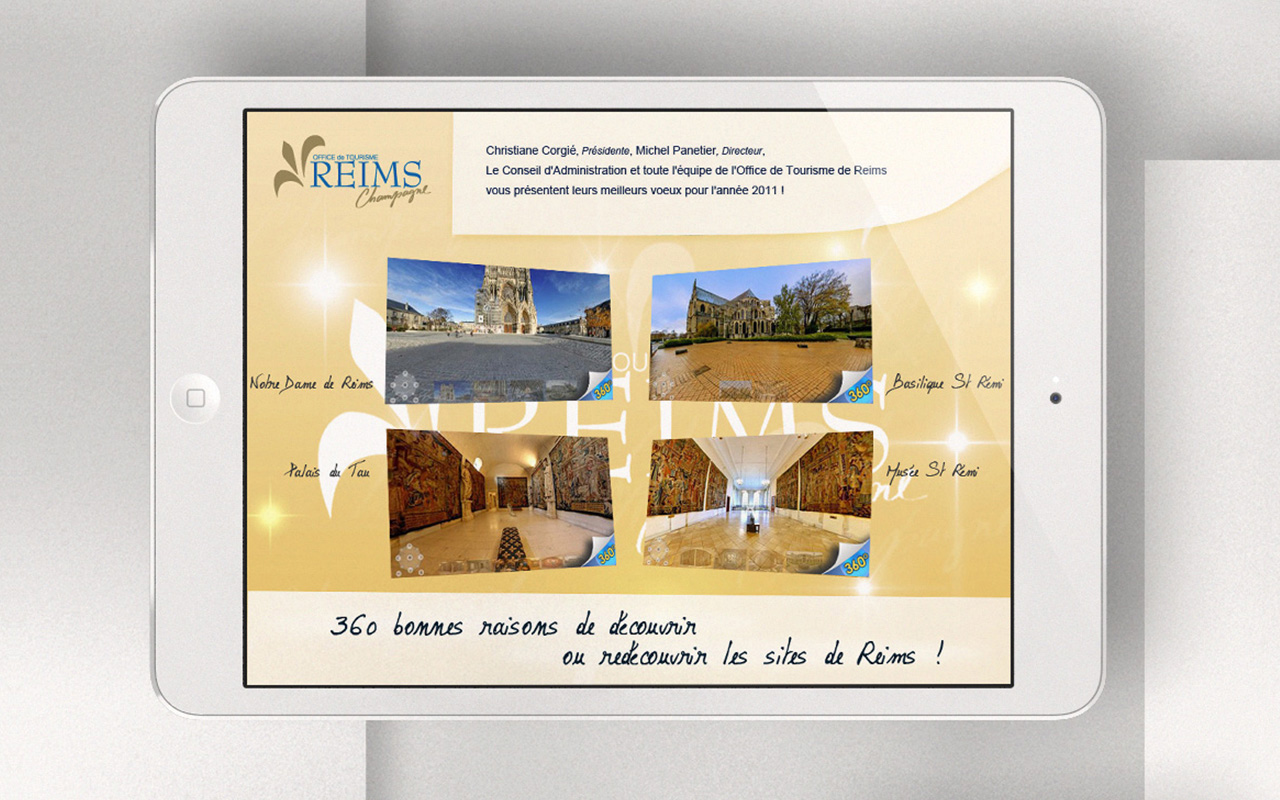 OFFICE de TOURISME
REIMS
Champagne
Christiane Corgié, Présidente, Michel Panetier, Directeur,
Le Conseil d'Administration et toute l'équipe de l'Office de Tourisme de Reims
vous présentent leurs meilleurs voeux pour l'année 2011 !
Notre Dame de Reims
360°
Basilique St Rémi
360°
REIMS
Palais du Tau
360°
Musée St Rémi
360°
360 bonnes raisons de découvrir
ou redécouvrir les sites de Reims !